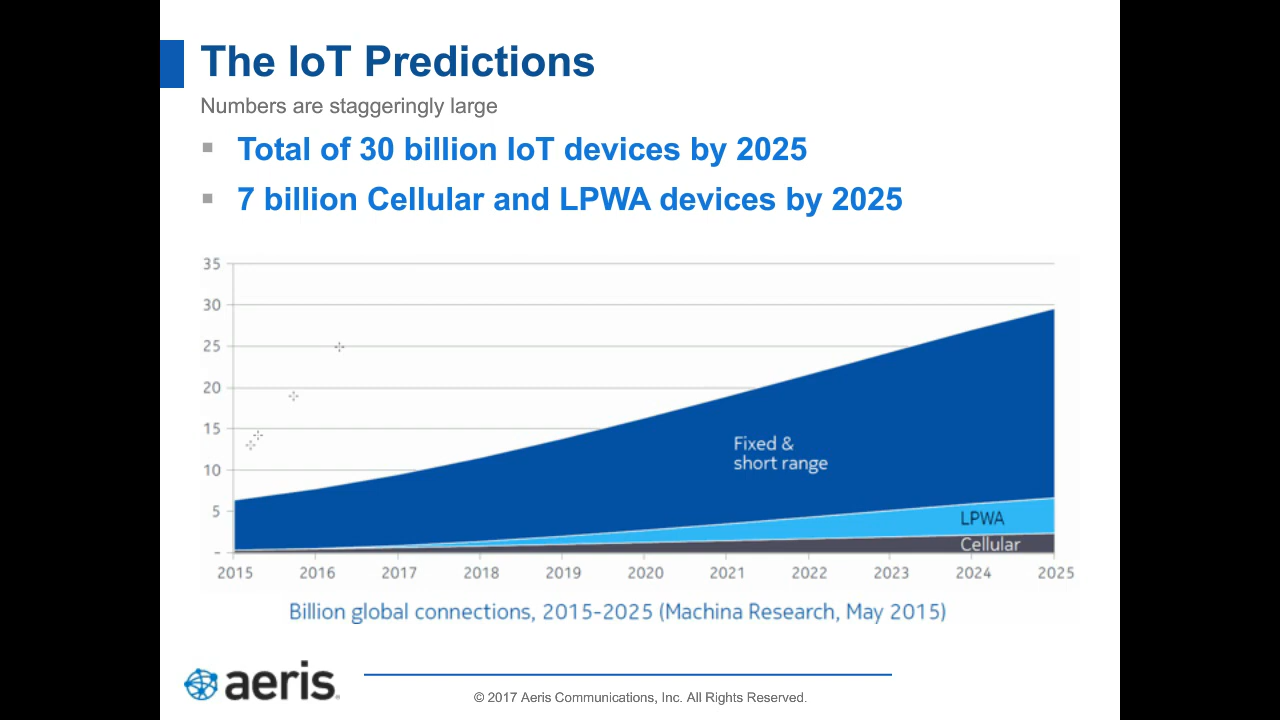 The IoT Predictions
Numbers are staggeringly large
▪ Total of 30 billion IoT devices by 2025
▪ 7 billion Cellular and LPWA devices by 2025
35
30
25
20
15
10
5
-
Fixed &
short range
LPWA
Cellular
2015 2016 2017 2018 2019 2020 2021 2022 2023 2024 2025
Billion global connections, 2015-2025 (Machina Research, May 2015)
aeris
© 2017 Aeris Communications, Inc. All Rights Reserved.